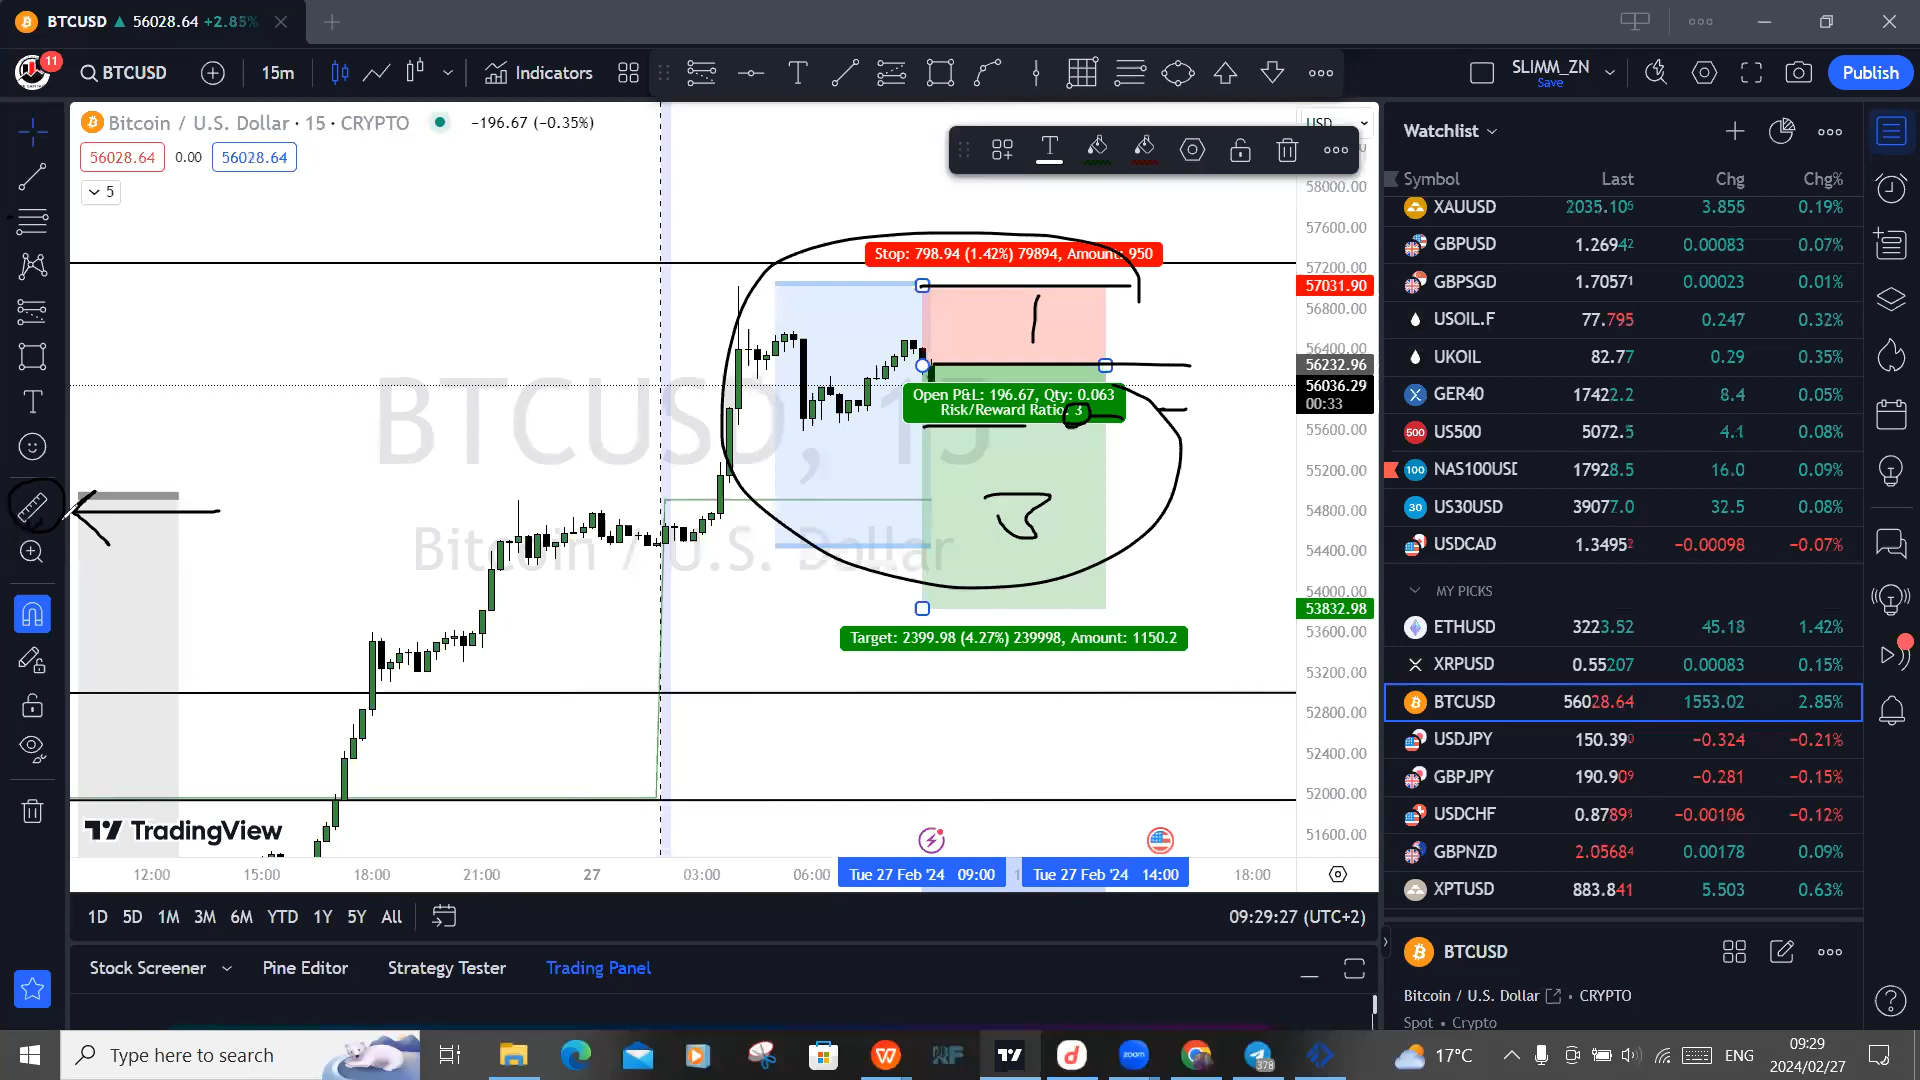 BTCUSD ▲ 56028.64 +2.85%
11
BTCUSD
15m
Indicators
SLIMM_ZN
Save
Publish
Bitcoin / U.S. Dollar · 15 · CRYPTO
−196.67 (−0.35%)
56028.64
0.00
56028.64
5
USD
58000.00
57600.00
57200.00
57031.90
56800.00
56400.00
56232.96
56036.29
00:33
55600.00
55200.00
54800.00
54400.00
54000.00
53832.98
53600.00
53200.00
52800.00
52400.00
52000.00
51600.00
Stop: 798.94 (1.42%) 79894, Amount: 950
1
Open P&L: 196.67, Qty: 0.063
Risk/Reward Ratio: 3
3
Target: 2399.98 (4.27%) 239998, Amount: 1150.2
BTCUSD, 15
Bitcoin / U.S. Dollar
TradingView
12:00
15:00
18:00
21:00
27
03:00
06:00
Tue 27 Feb '24 09:00
Tue 27 Feb '24 14:00
18:00
1D 5D 1M 3M 6M YTD 1Y 5Y All
09:29:27 (UTC+2)
Stock Screener
Pine Editor
Strategy Tester
Trading Panel
Watchlist
Symbol Last Chg Chg%
XAUUSD 2035.106 3.855 0.19%
GBPUSD 1.26942 0.00083 0.07%
GBPSGD 1.70571 0.00023 0.01%
USOIL.F 77.795 0.247 0.32%
UKOIL 82.77 0.29 0.35%
GER40 17422.2 8.4 0.05%
500 US500 5072.5 4.1 0.08%
100 NAS100USD 17928.5 16.0 0.09%
30 US30USD 39077.0 32.5 0.08%
USDCAD 1.34952 −0.00098 −0.07%
MY PICKS
ETHUSD 3223.52 45.18 1.42%
XRPUSD 0.55207 0.00083 0.15%
BTCUSD 56028.64 1553.02 2.85%
USDJPY 150.390 −0.324 −0.21%
GBPJPY 190.909 −0.281 −0.15%
USDCHF 0.8789 −0.00106 −0.12%
GBPNZD 2.05684 0.00178 0.09%
XPTUSD 883.841 5.503 0.63%
BTCUSD
Bitcoin / U.S. Dollar • CRYPTO
Spot • Crypto
Type here to search
zoom
378
17°C
ENG
09:29
2024/02/27